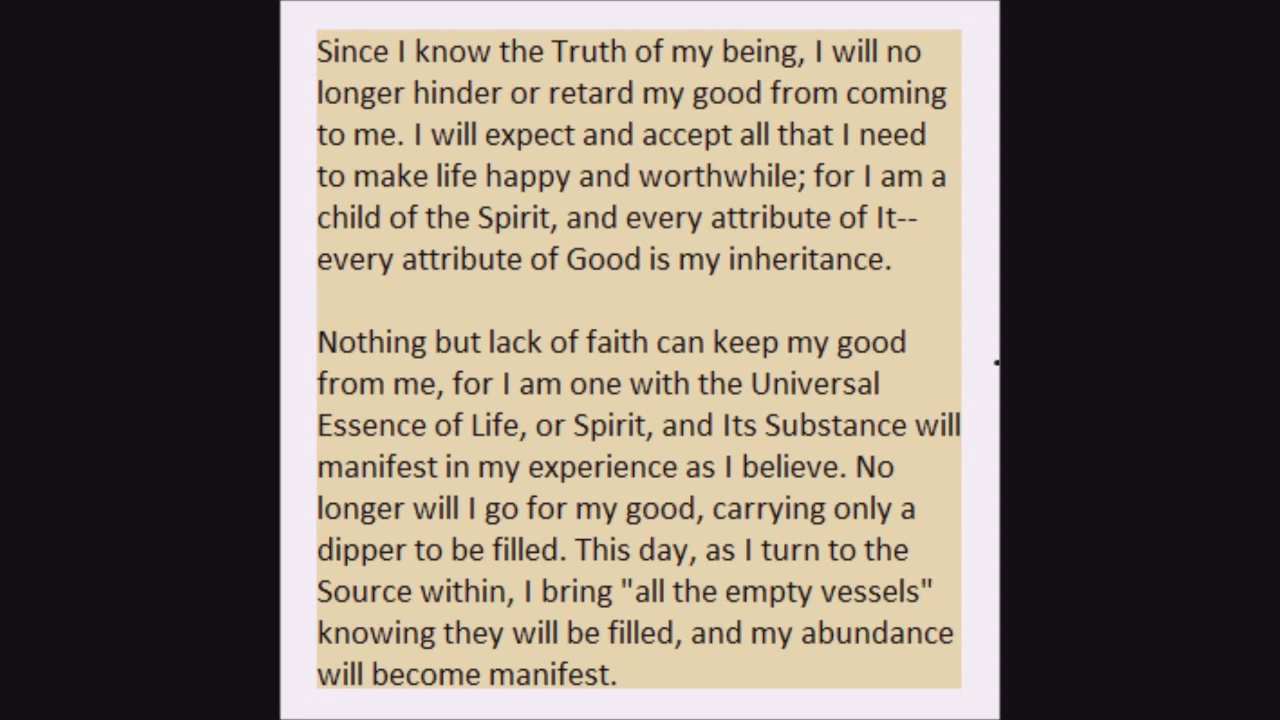 Since I know the Truth of my being, I will no
longer hinder or retard my good from coming
to me. I will expect and accept all that I need
to make life happy and worthwhile; for I am a
child of the Spirit, and every attribute of It--
every attribute of Good is my inheritance.
Nothing but lack of faith can keep my good
from me, for I am one with the Universal
Essence of Life, or Spirit, and Its Substance will
manifest in my experience as I believe. No
longer will I go for my good, carrying only a
dipper to be filled. This day, as I turn to the
Source within, I bring "all the empty vessels"
knowing they will be filled, and my abundance
will become manifest.